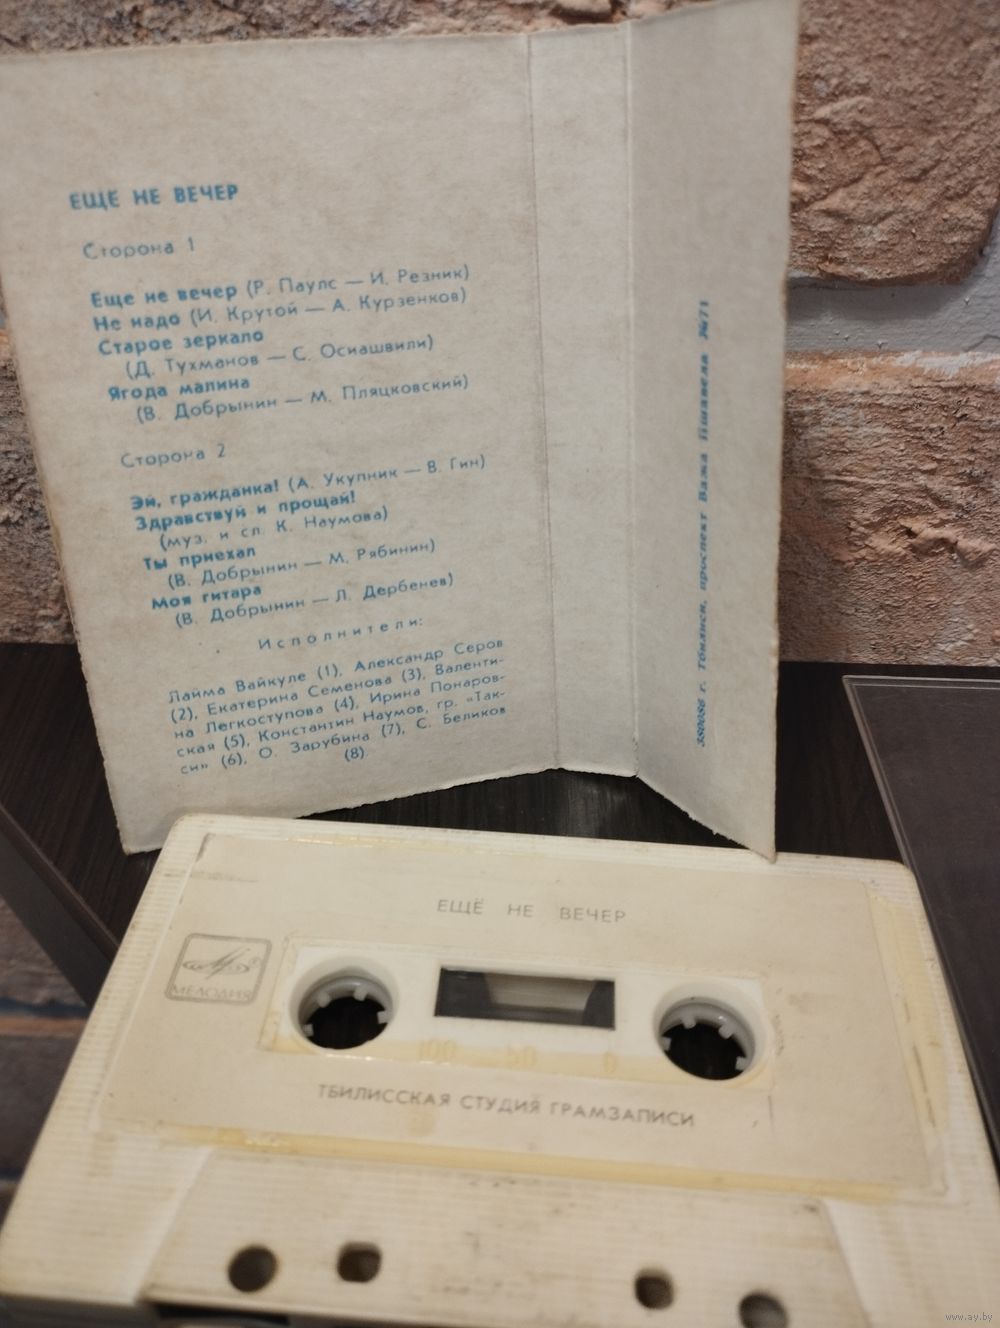 ЕЩЕ НЕ ВЕЧЕР
Сторона 1
Еще не вечер (Р. Паулс — И. Резник)
Не надо (И. Крутой — А. Курзенков)
Старое зеркало
(Д. Тухманов — С. Осиашвили)
Ягода малина
(В. Добрынин — М. Пляцковский)
Сторона 2
Эй, гражданка! (А. Укупник — В. Гин)
Здравствуй и прощай!
(муз. и сл. К. Наумова)
Ты приехал
(В. Добрынин — М. Рябинин)
Моя гитара
(В. Добрынин — Л. Дербенев)
Исполнители:
Лайма Вайкуле (1), Александр Серов
(2), Екатерина Семенова (3), Валенти-
на Легкоступова (4), Ирина Понаров-
ская (5), Константин Наумов, гр. «Так-
си» (6), О. Зарубина (7), С. Беликов
(8)
380086 г. Тбилиси, проспект Важа Пшавела №71
ЕЩЁ НЕ ВЕЧЕР
МЕЛОДИЯ
100 50 0
ТБИЛИССКАЯ СТУДИЯ ГРАМЗАПИСИ
www.ay.by